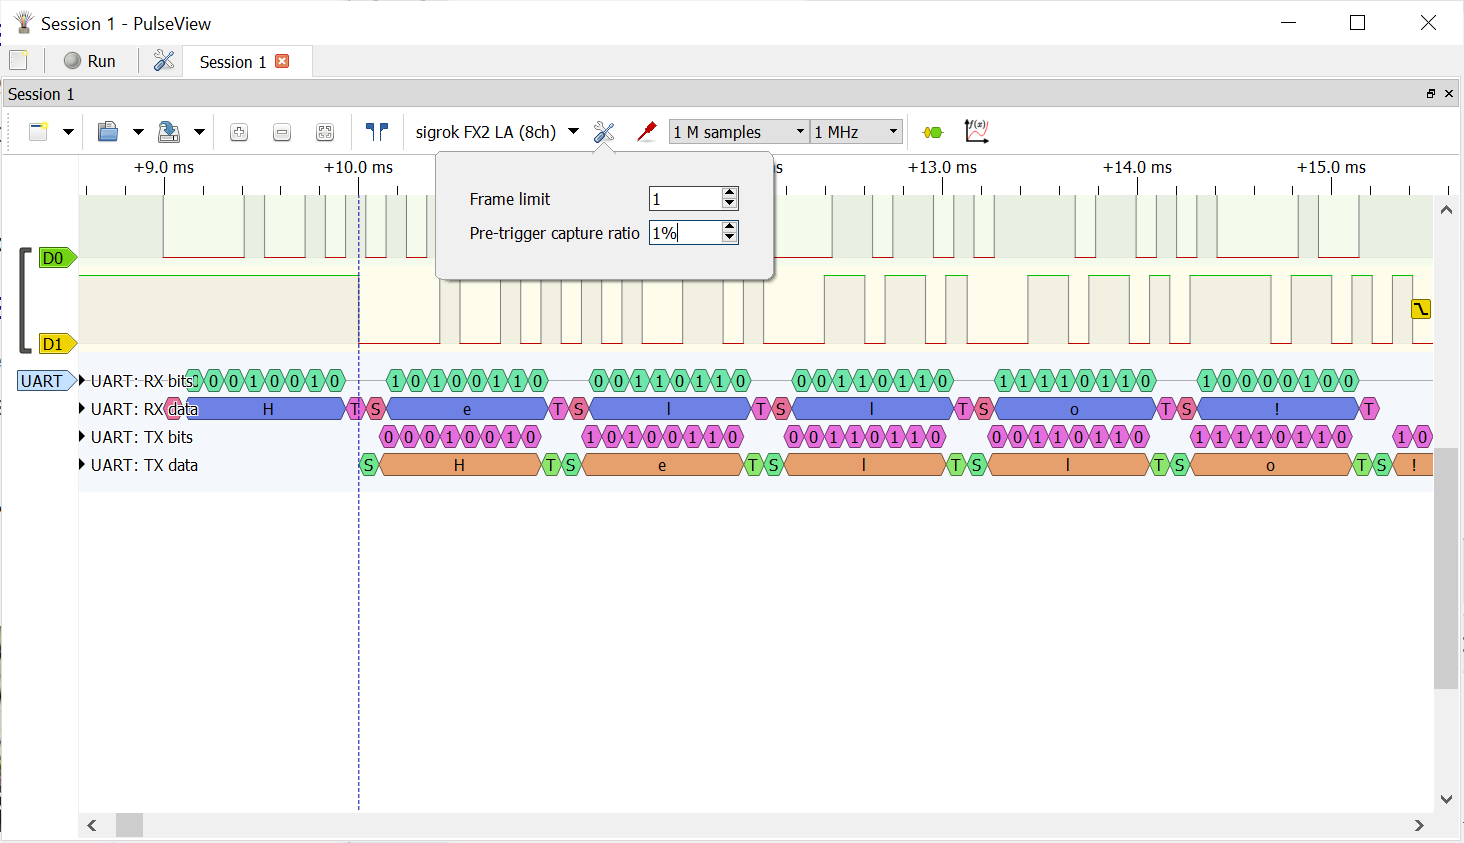 Session 1 - PulseView
Run
Session 1
Session 1
sigrok FX2 LA (8ch)
1 M samples
1 MHz
f(x)
+9.0 ms
+10.0 ms
ms
+13.0 ms
+14.0 ms
+15.0 ms
Frame limit
1
Pre-trigger capture ratio
1%
D0
D1
UART
UART: RX bits
0 0 1 0 0 1 0 1 0 0 1 1 0 0 0 1 1 0 1 1 0 0 0 1 1 0 1 1 0 1 1 1 1 0 1 1 0 1 0 0 0 0 1 0 0
UART: RX data
H T S e T S l T S l T S o T S ! T
UART: TX bits
0 0 0 1 0 0 1 0 1 0 1 0 0 1 1 0 0 0 1 1 0 1 1 0 0 0 1 1 0 1 1 0 1 1 1 1 0 1 1 0 1 0
UART: TX data
S H T S e T S l T S l T S o T S !